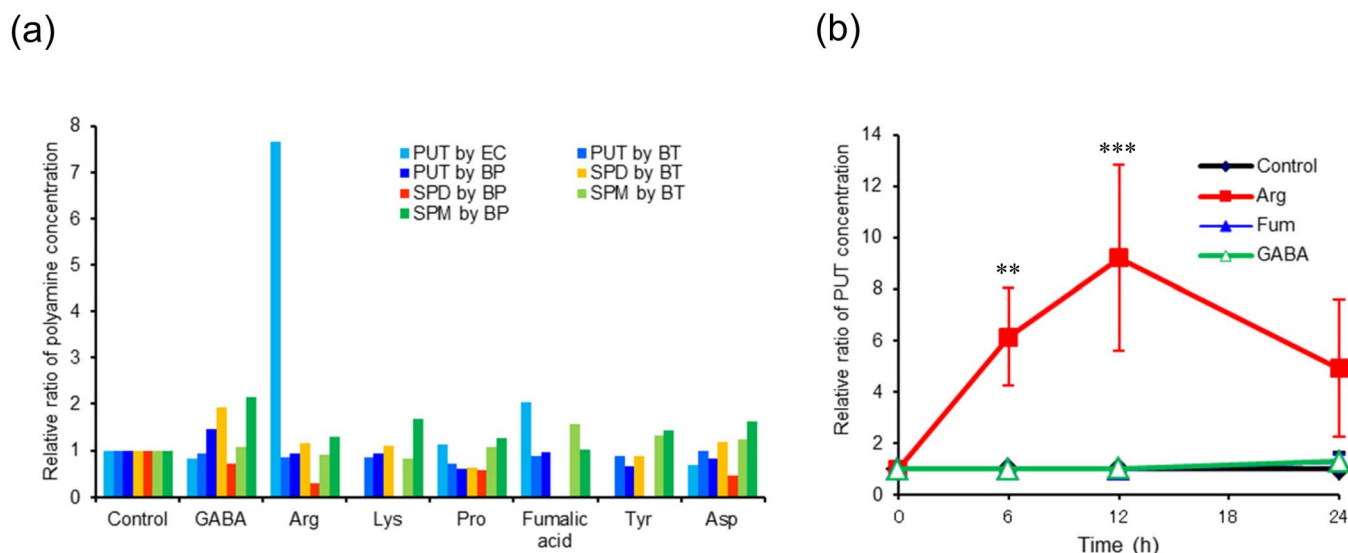 (a)
Relative ratio of polyamine concentration
8
7
6
5
4
3
2
1
0
PUT by EC
PUT by BT
PUT by BP
SPD by BT
SPD by BP
SPM by BT
SPM by BP
Control
GABA
Arg
Lys
Pro
Fumalic
acid
Tyr
Asp
(b)
Relative ratio of PUT concentration
14
12
10
8
6
4
2
0
**
***
Control
Arg
Fum
GABA
0
6
12
18
24
Time (h)